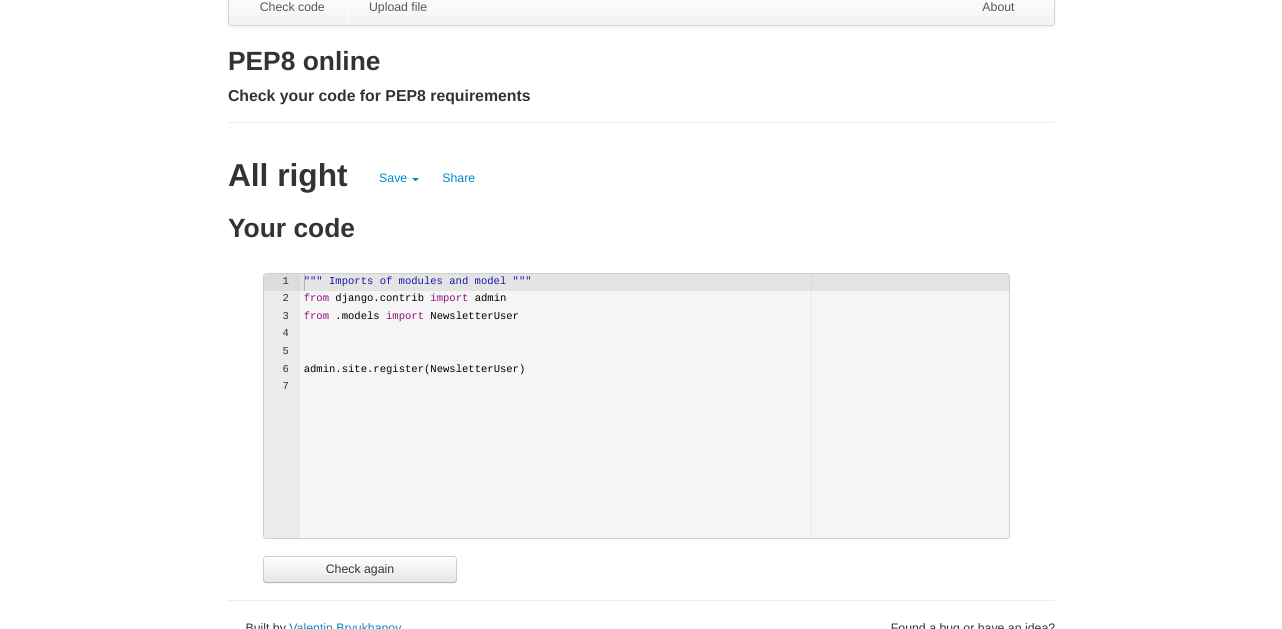 Check code Upload file About
PEP8 online
Check your code for PEP8 requirements
All right Save Share
Your code
1 """ Imports of modules and model """
2 from django.contrib import admin
3 from .models import NewsletterUser
4
5
6 admin.site.register(NewsletterUser)
7
Check again
Built by Valentin Bryukhanov Found a bug or have an idea?